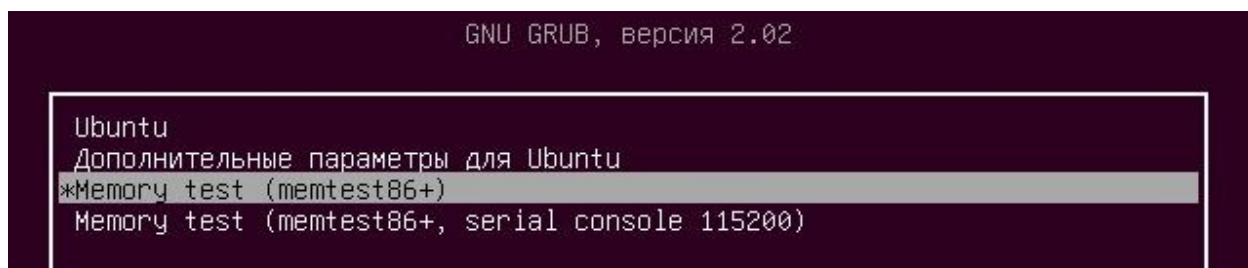 GNU GRUB, версия 2.02
Ubuntu
Дополнительные параметры для Ubuntu
*Memory test (memtest86+)
Memory test (memtest86+, serial console 115200)